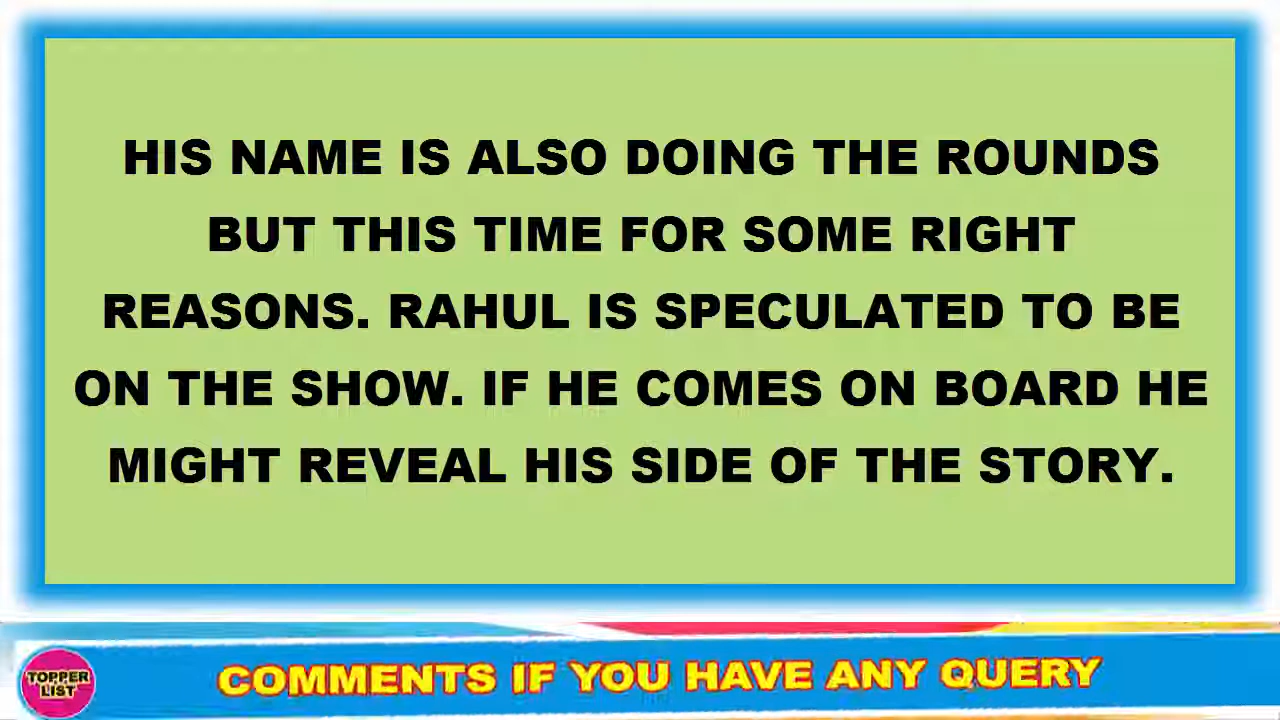 HIS NAME IS ALSO DOING THE ROUNDS
BUT THIS TIME FOR SOME RIGHT
REASONS. RAHUL IS SPECULATED TO BE
ON THE SHOW. IF HE COMES ON BOARD HE
MIGHT REVEAL HIS SIDE OF THE STORY.
TOPPER
LIST
COMMENTS IF YOU HAVE ANY QUERY